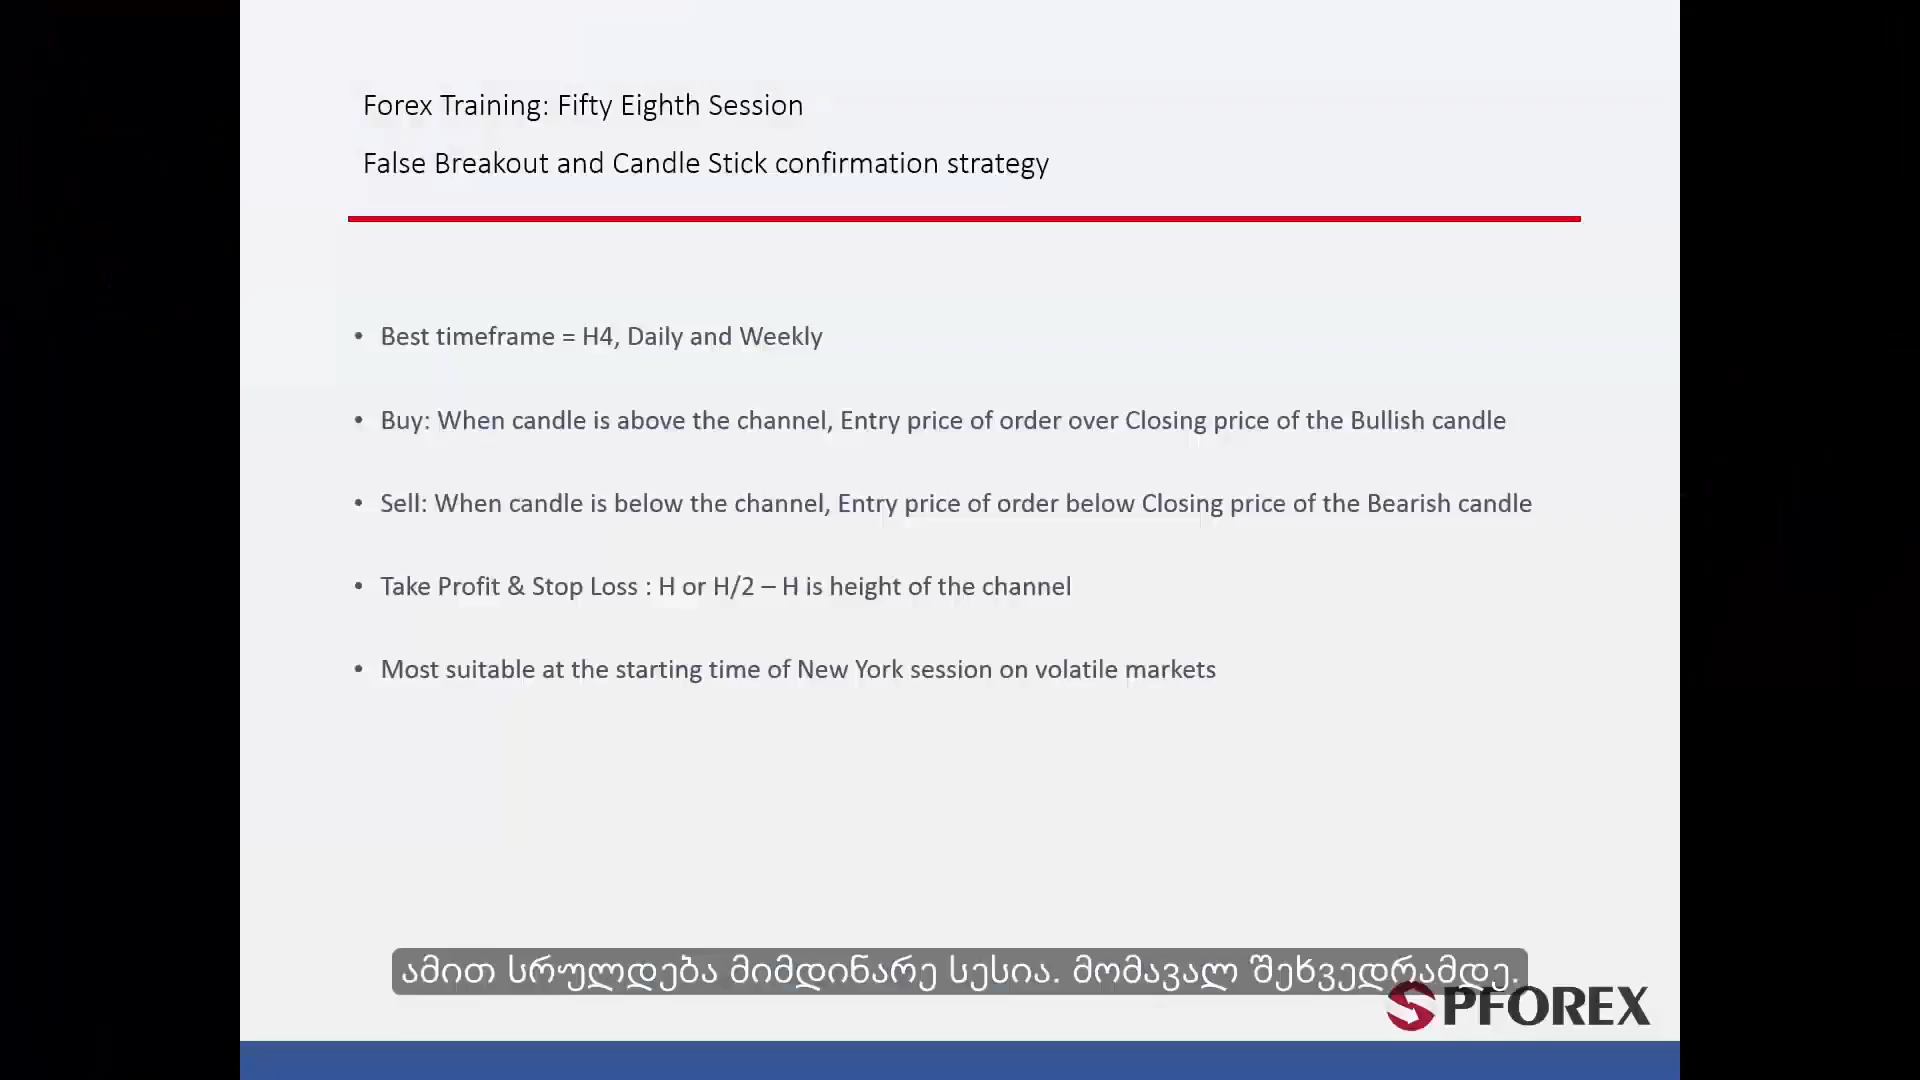 Forex Training: Fifty Eighth Session
False Breakout and Candle Stick confirmation strategy
• Best timeframe = H4, Daily and Weekly
• Buy: When candle is above the channel, Entry price of order over Closing price of the Bullish candle
• Sell: When candle is below the channel, Entry price of order below Closing price of the Bearish candle
• Take Profit & Stop Loss : H or H/2 – H is height of the channel
• Most suitable at the starting time of New York session on volatile markets
ამით სრულდება მიმდინარე სესია. მომავალ შეხვედრამდე.
SPFOREX